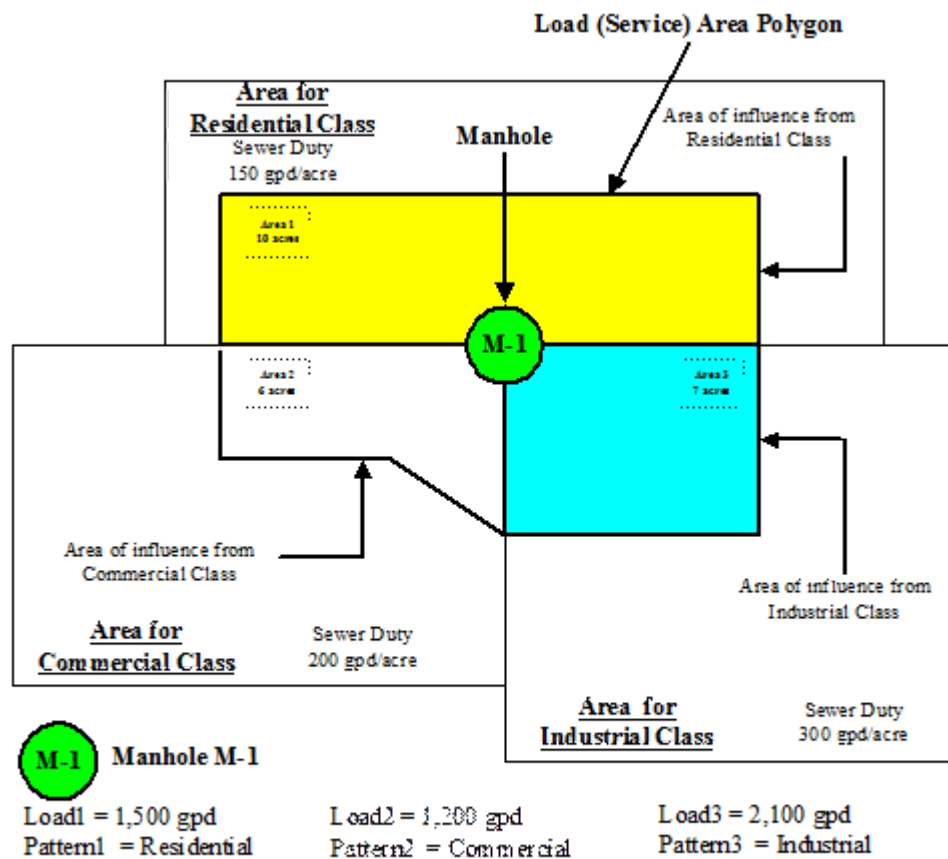 Load (Service) Area Polygon
Area for
Residential Class
Sewer Duty
150 gpd/acre
Manhole
Area of influence from
Residential Class
Area 1
10 acres
M-1
Area 2
6 acres
Area 3
7 acres
Area of influence from
Commercial Class
Area of influence from
Industrial Class
Area for
Commercial Class
Sewer Duty
200 gpd/acre
Area for
Industrial Class
Sewer Duty
300 gpd/acre
M-1
Manhole M-1
Load1 = 1,500 gpd
Pattern1 = Residential
Load2 = 1,200 gpd
Pattern2 = Commercial
Load3 = 2,100 gpd
Pattern3 = Industrial